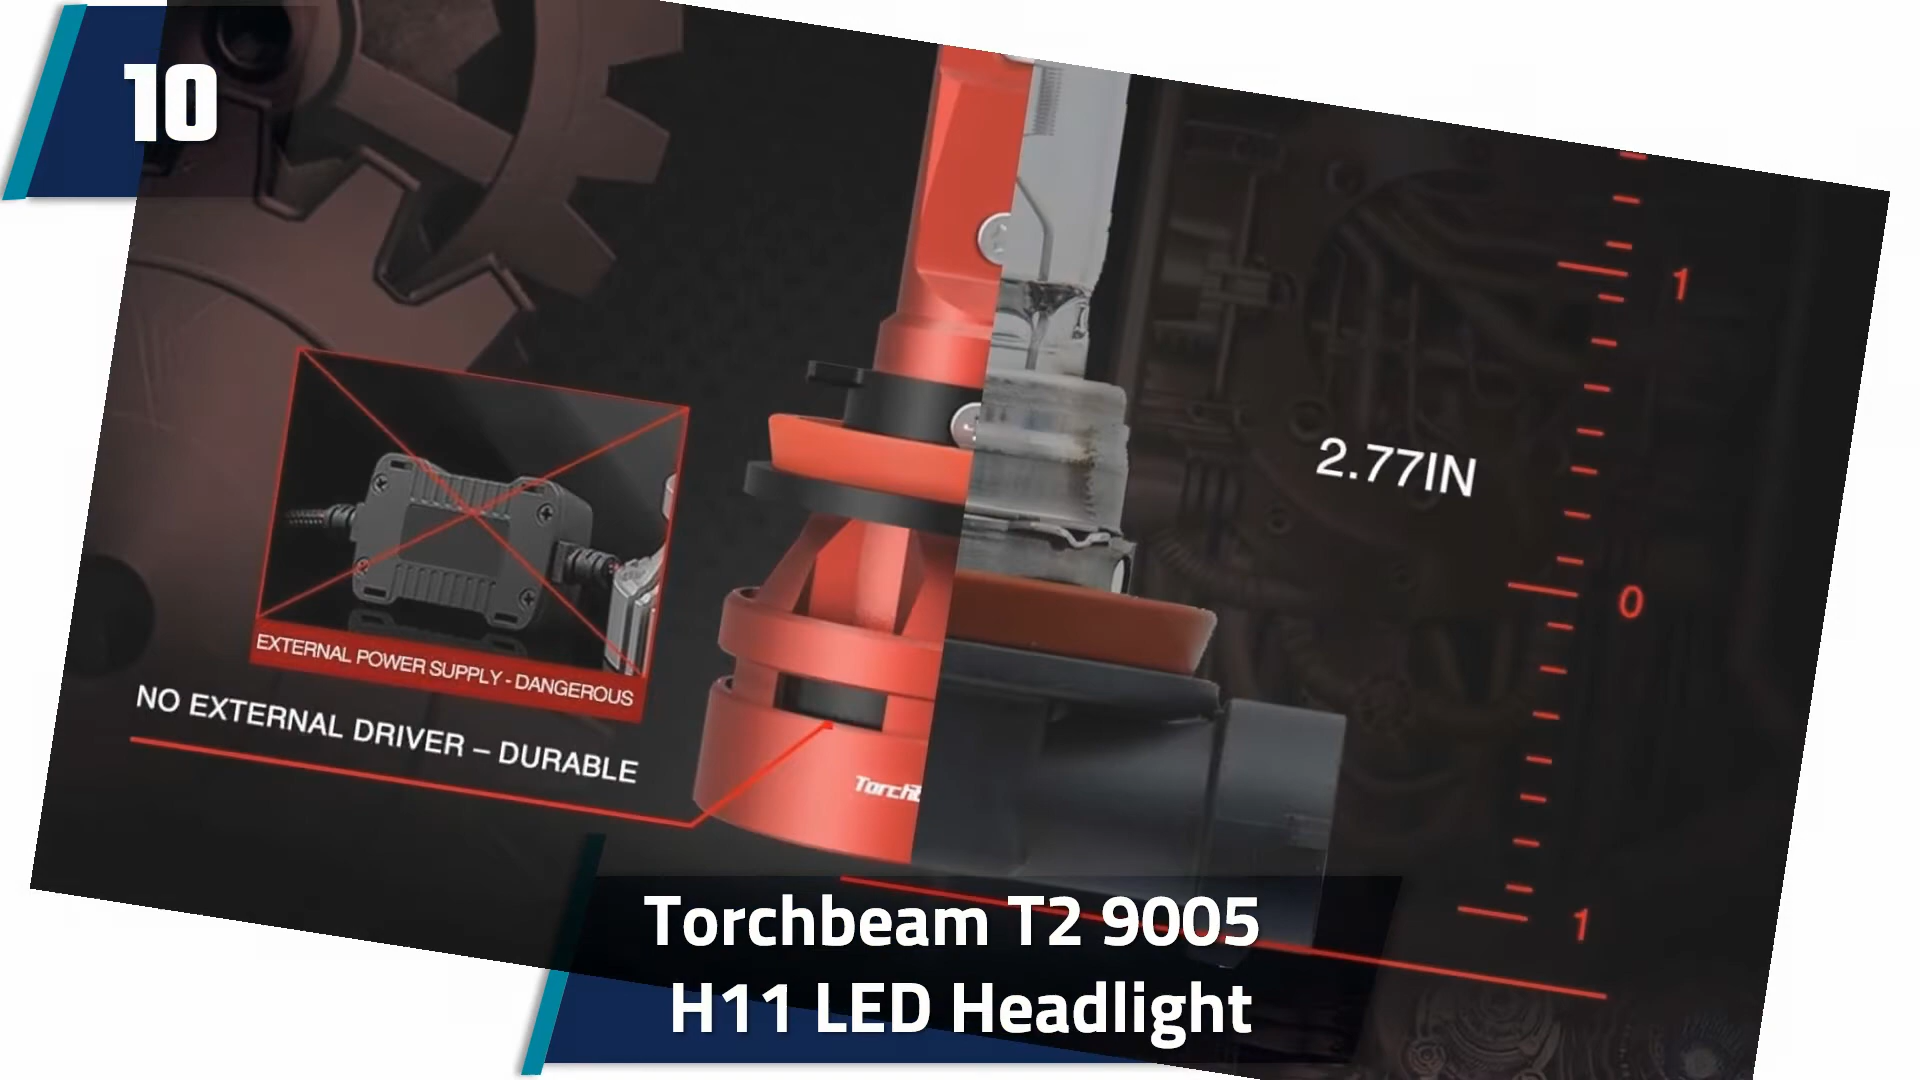 10
1
2.77IN
0
EXTERNAL POWER SUPPLY - DANGEROUS
NO EXTERNAL DRIVER – DURABLE
1
Torchbeam T2 9005
H11 LED Headlight